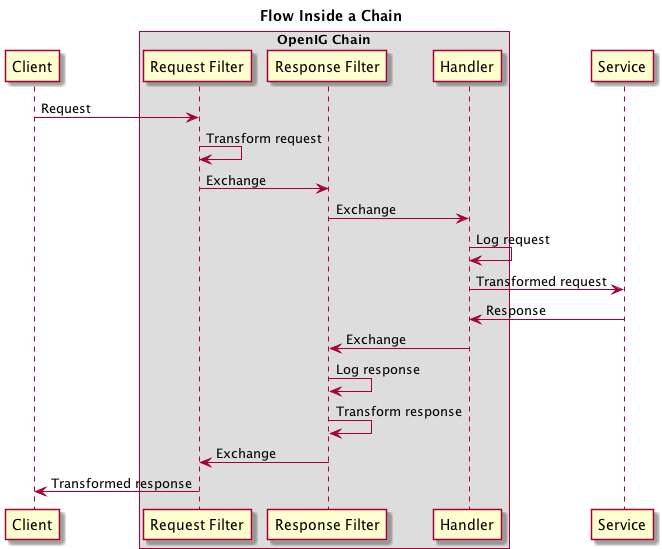 Flow Inside a Chain
OpenIG Chain
Client Request Filter Response Filter Handler Service
Request
Transform request
Exchange
Exchange
Log request
Transformed request
Response
Exchange
Log response
Transform response
Exchange
Transformed response
Client Request Filter Response Filter Handler Service